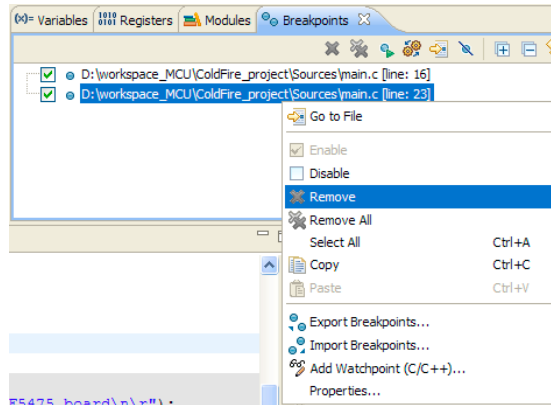 (x)= Variables 1010 0101 Registers Modules Breakpoints
D:\workspace_MCU\ColdFire_project\Sources\main.c [line: 16]
D:\workspace_MCU\ColdFire_project\Sources\main.c [line: 23]
Go to File
Enable
Disable
Remove
Remove All
Select All Ctrl+A
Copy Ctrl+C
Paste Ctrl+V
Export Breakpoints...
Import Breakpoints...
Add Watchpoint (C/C++)...
Properties...
F5475 board\n\r");